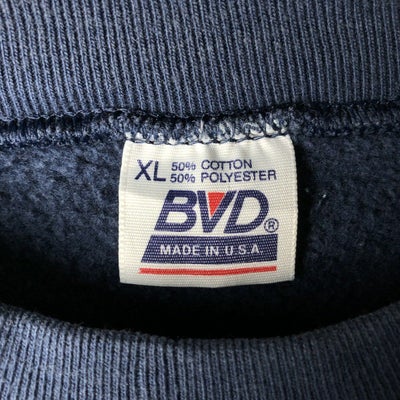 XL 50% COTTON
50% POLYESTER
BVD®
MADE IN U.S.A.